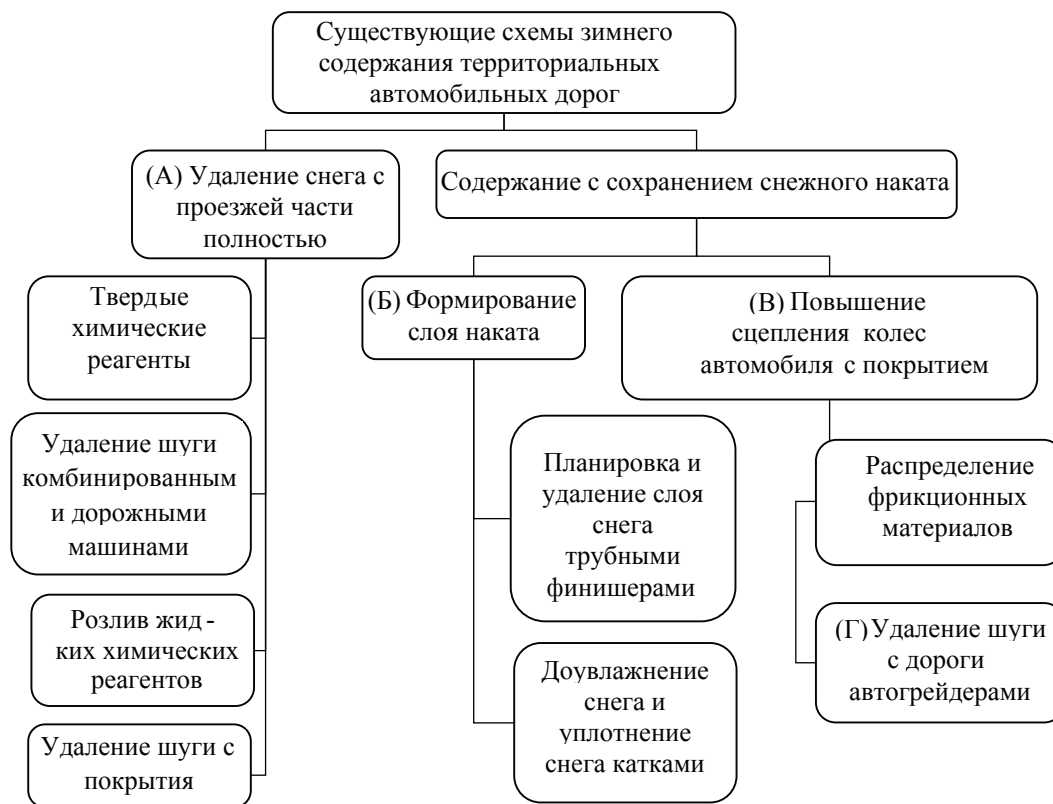 Существующие схемы зимнего
содержания территориальных
автомобильных дорог
(А) Удаление снега с
проезжей части
полностью
Содержание с сохранением снежного наката
Твердые
химические
реагенты
Удаление шуги
комбинированным
и дорожными
машинами
Розлив жид -
ких химических
реагентов
Удаление шуги с
покрытия
(Б) Формирование
слоя наката
Планировка и
удаление слоя
снега
трубными
финишерами
Доувлажнение
снега и
уплотнение
снега катками
(В) Повышение
сцепления колес
автомобиля с покрытием
Распределение
фрикционных
материалов
(Г) Удаление шуги
с дороги
автогрейдерами